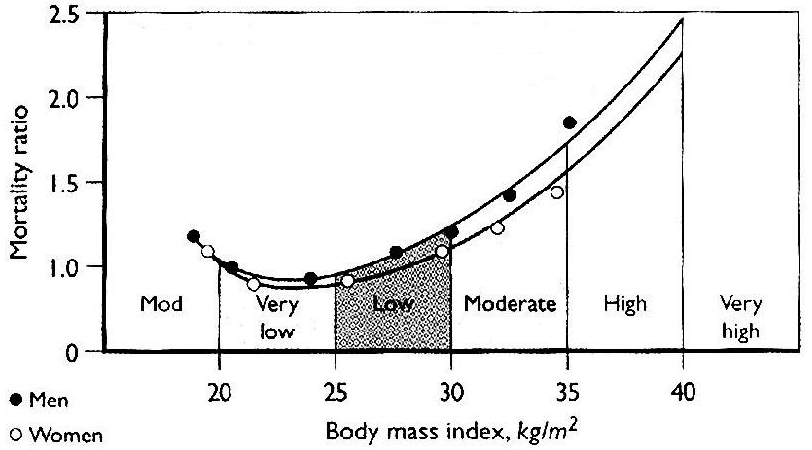 2.5
2.0
Mortality ratio
1.5
1.0
Mod
Very low
Low
Moderate
High
Very high
0
20 25 30 35 40
Men
Women
Body mass index, kg/m²